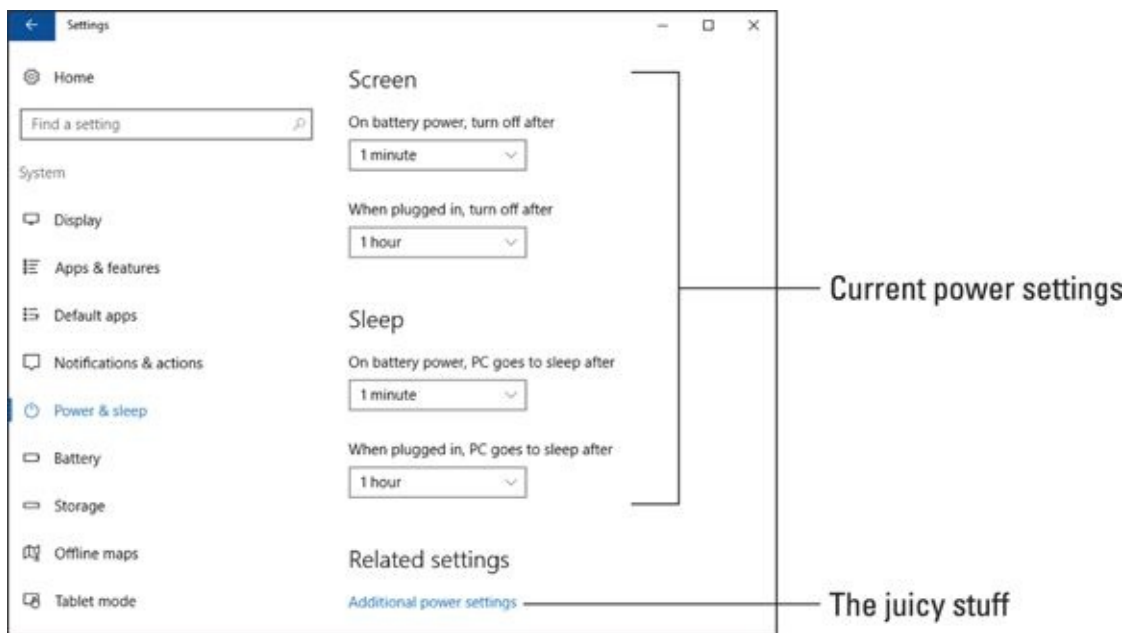 Settings
Home
Find a setting
System
Display
Apps & features
Default apps
Notifications & actions
Power & sleep
Battery
Storage
Offline maps
Tablet mode
Screen
On battery power, turn off after
1 minute
When plugged in, turn off after
1 hour
Sleep
On battery power, PC goes to sleep after
1 minute
When plugged in, PC goes to sleep after
1 hour
Related settings
Additional power settings
Current power settings
The juicy stuff